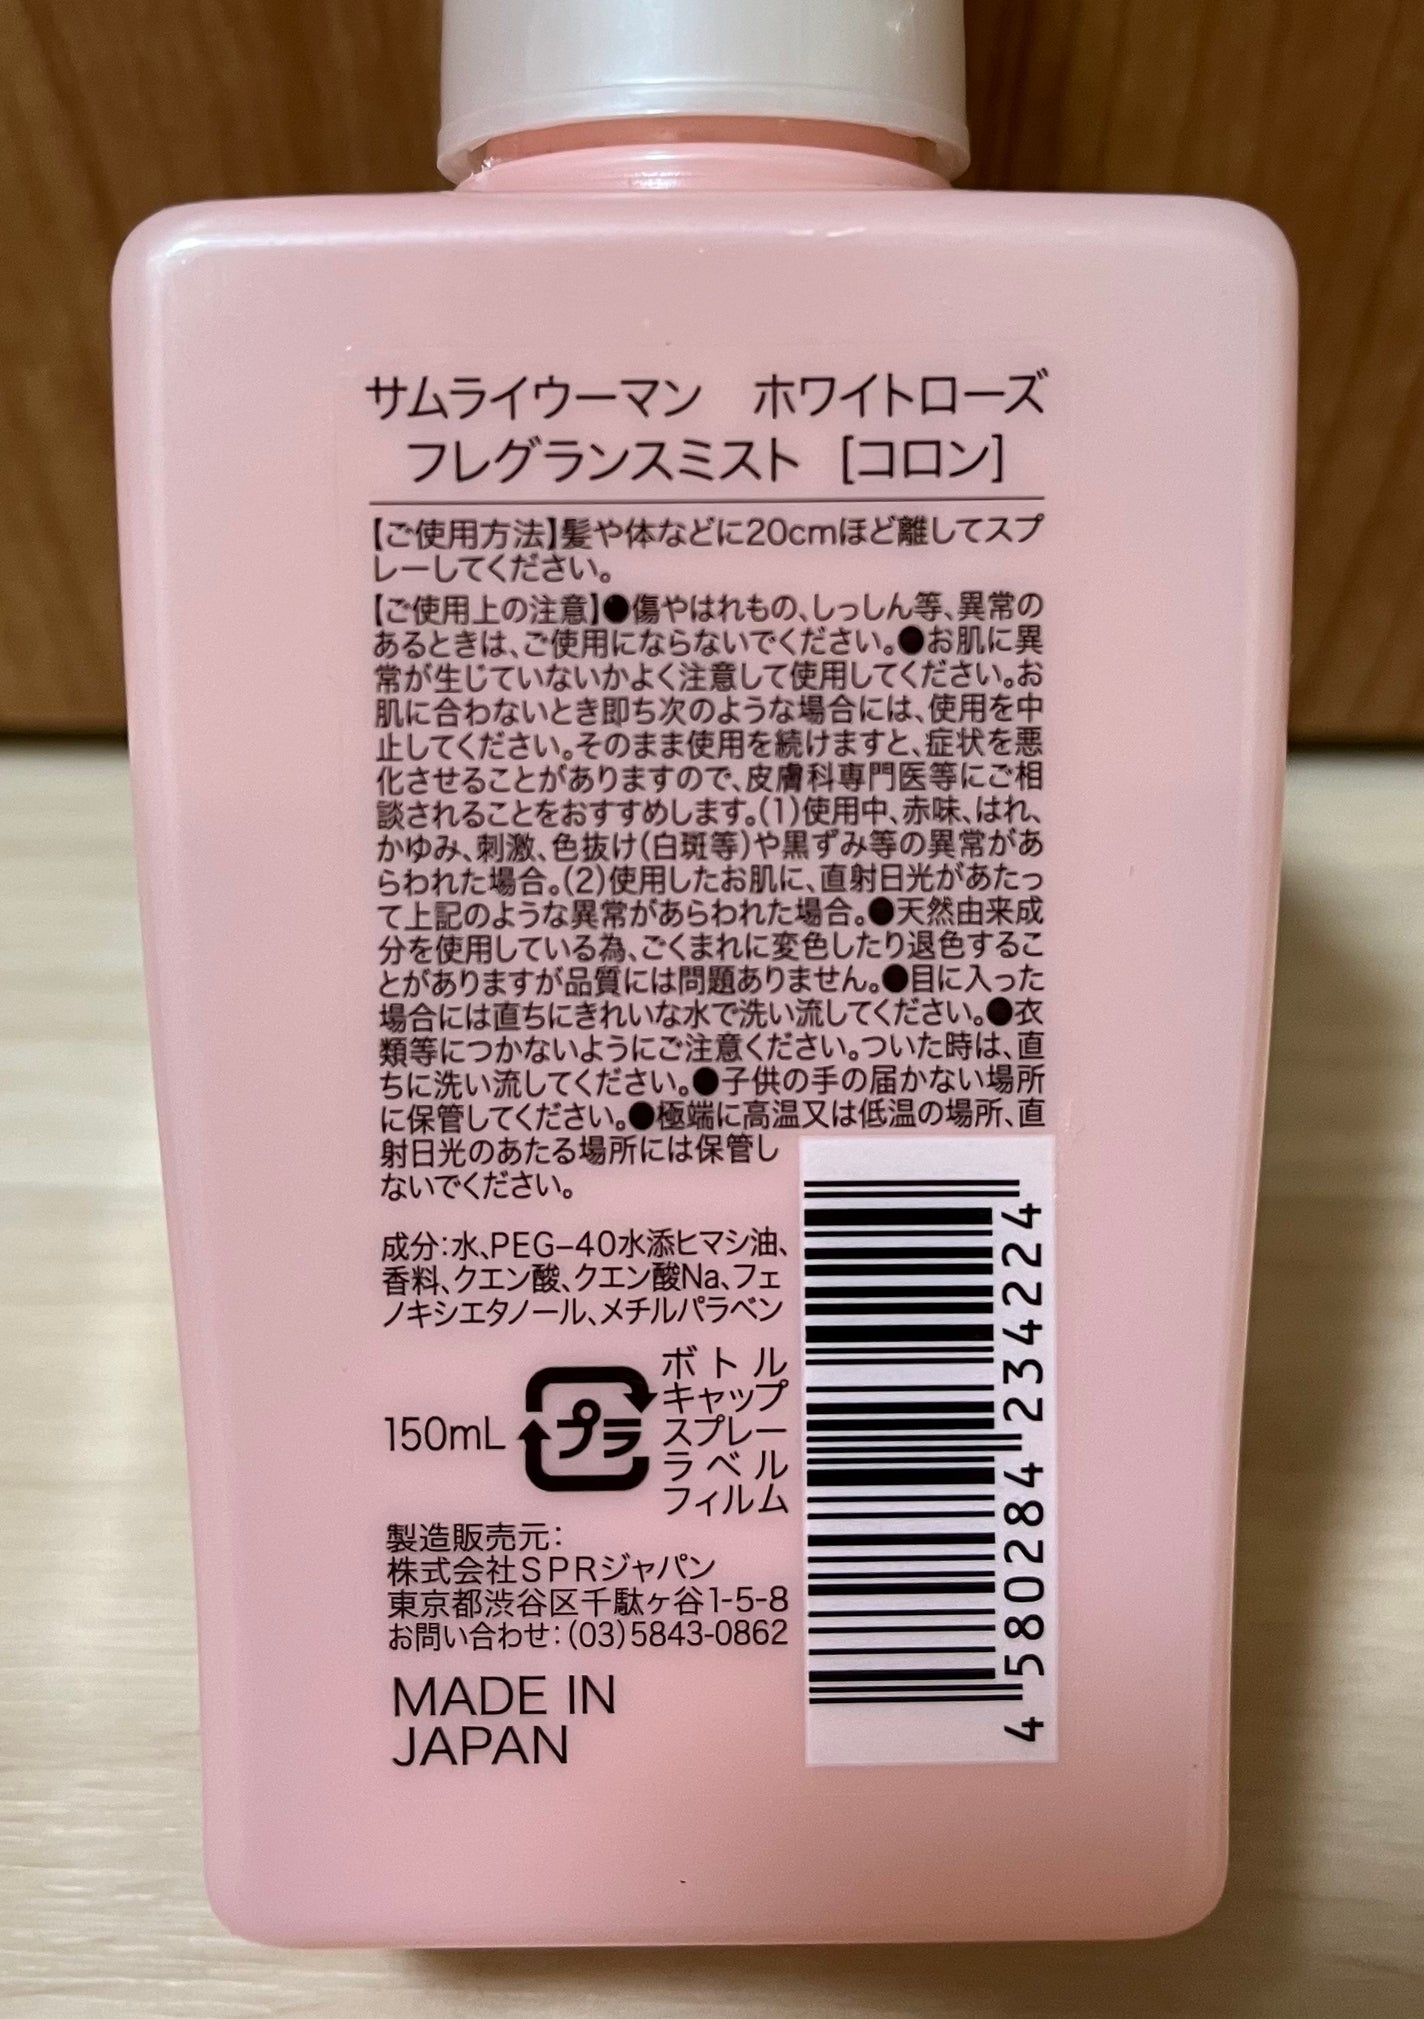 サムライウーマン　ホワイトローズ
フレグランスミスト [コロン]
【ご使用方法】髪や体などに20cmほど離してスプ
レーしてください。
【ご使用上の注意】●傷やはれもの、しっしん等、異常の
あるときは、ご使用にならないでください。●お肌に異
常が生じていないかよく注意して使用してください。お
肌に合わないとき即ち次のような場合には、使用を中
止してください。そのまま使用を続けますと、症状を悪
化させることがありますので、皮膚科専門医等にご相
談されることをおすすめします。(1)使用中、赤味、はれ、
かゆみ、刺激、色抜け(白斑等)や黒ずみ等の異常があ
らわれた場合。(2)使用したお肌に、直射日光があたっ
て上記のような異常があらわれた場合。●天然由来成
分を使用している為、ごくまれに変色したり退色するこ
とがありますが品質には問題ありません。●目に入った
場合には直ちにきれいな水で洗い流してください。●衣
類等につかないようにご注意ください。ついた時は、直
ちに洗い流してください。●子供の手の届かない場所
に保管してください。●極端に高温又は低温の場所、直
射日光のあたる場所には保管し
ないでください。
成分:水、PEG-40水添ヒマシ油、
香料、クエン酸、クエン酸Na、フェ
ノキシエタノール、メチルパラベン
150mL
プラ
ボトル
キャップ
スプレー
ラベル
フィルム
製造販売元:
株式会社SPRジャパン
東京都渋谷区千駄ヶ谷1-5-8
お問い合わせ:(03)5843-0862
MADE IN
JAPAN
4 580284 234224